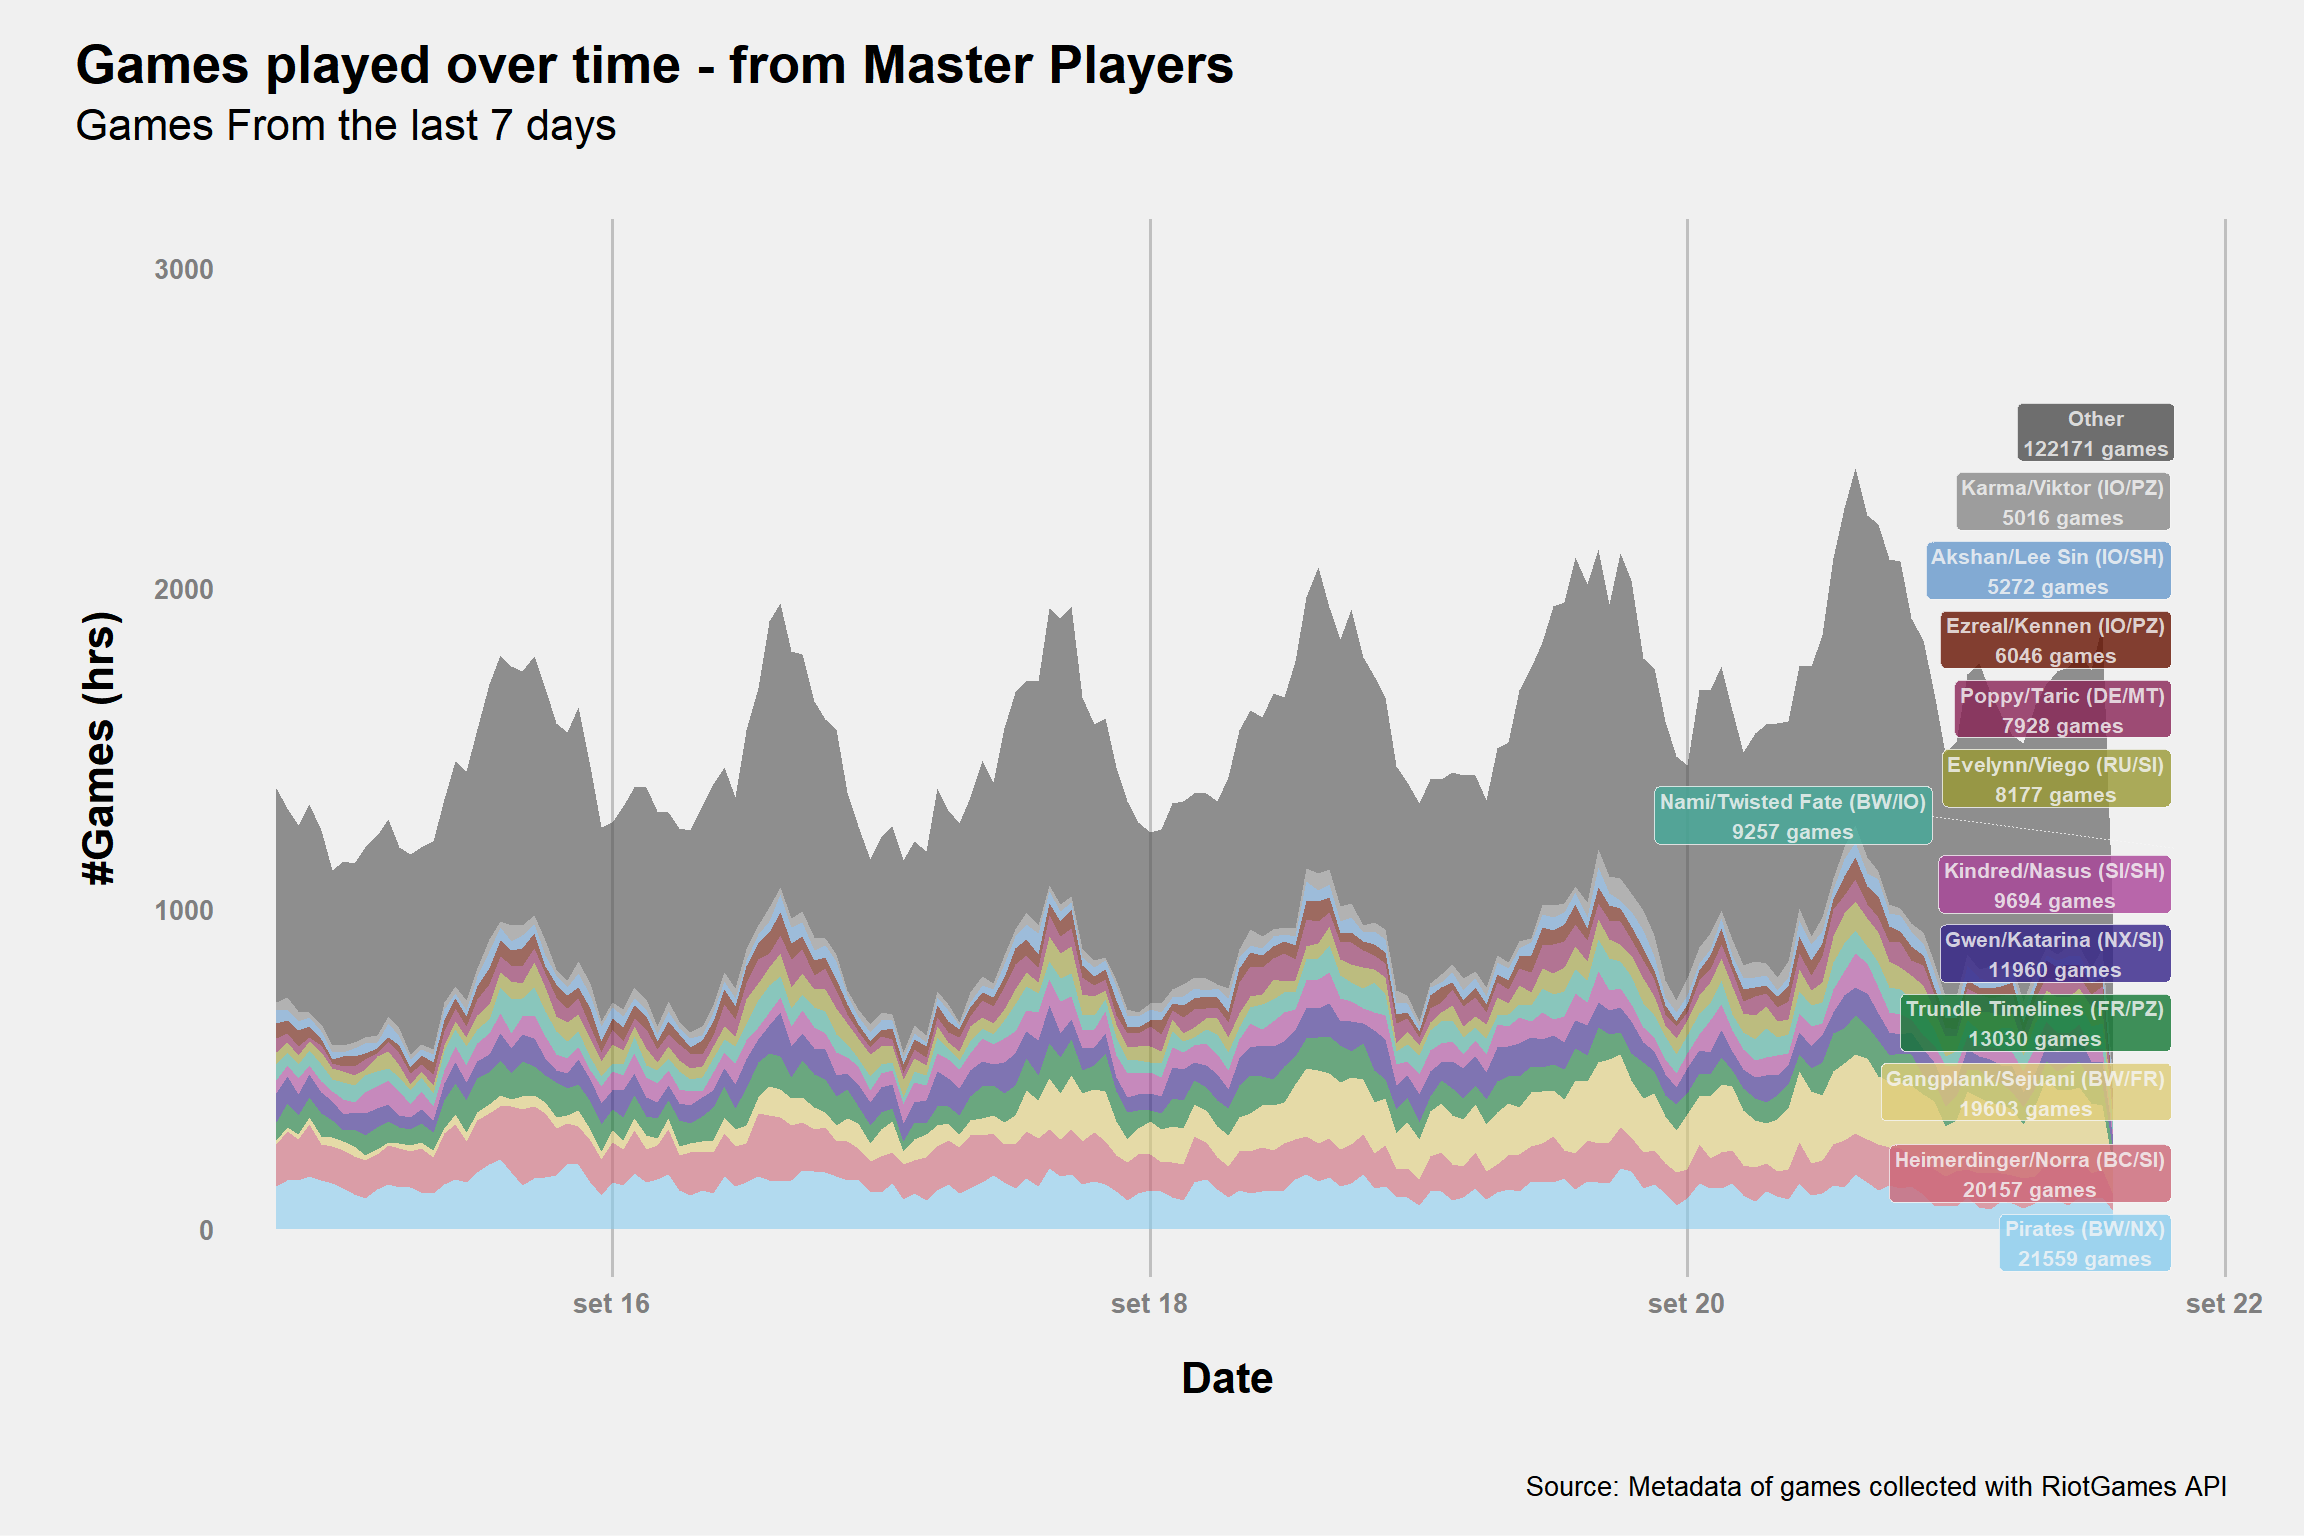 Games played over time - from Master Players
Games From the last 7 days
#Games (hrs)
3000
2000
1000
0
Other
122171 games
Karma/Viktor (IO/PZ)
5016 games
Akshan/Lee Sin (IO/SH)
5272 games
Ezreal/Kennen (IO/PZ)
6046 games
Poppy/Taric (DE/MT)
7928 games
Evelynn/Viego (RU/SI)
8177 games
Nami/Twisted Fate (BW/IO)
9257 games
Kindred/Nasus (SI/SH)
9694 games
Gwen/Katarina (NX/SI)
11960 games
Trundle Timelines (FR/PZ)
13030 games
Gangplank/Sejuani (BW/FR)
19603 games
Heimerdinger/Norra (BC/SI)
20157 games
Pirates (BW/NX)
21559 games
set 16
set 18
set 20
set 22
Date
Source: Metadata of games collected with RiotGames API